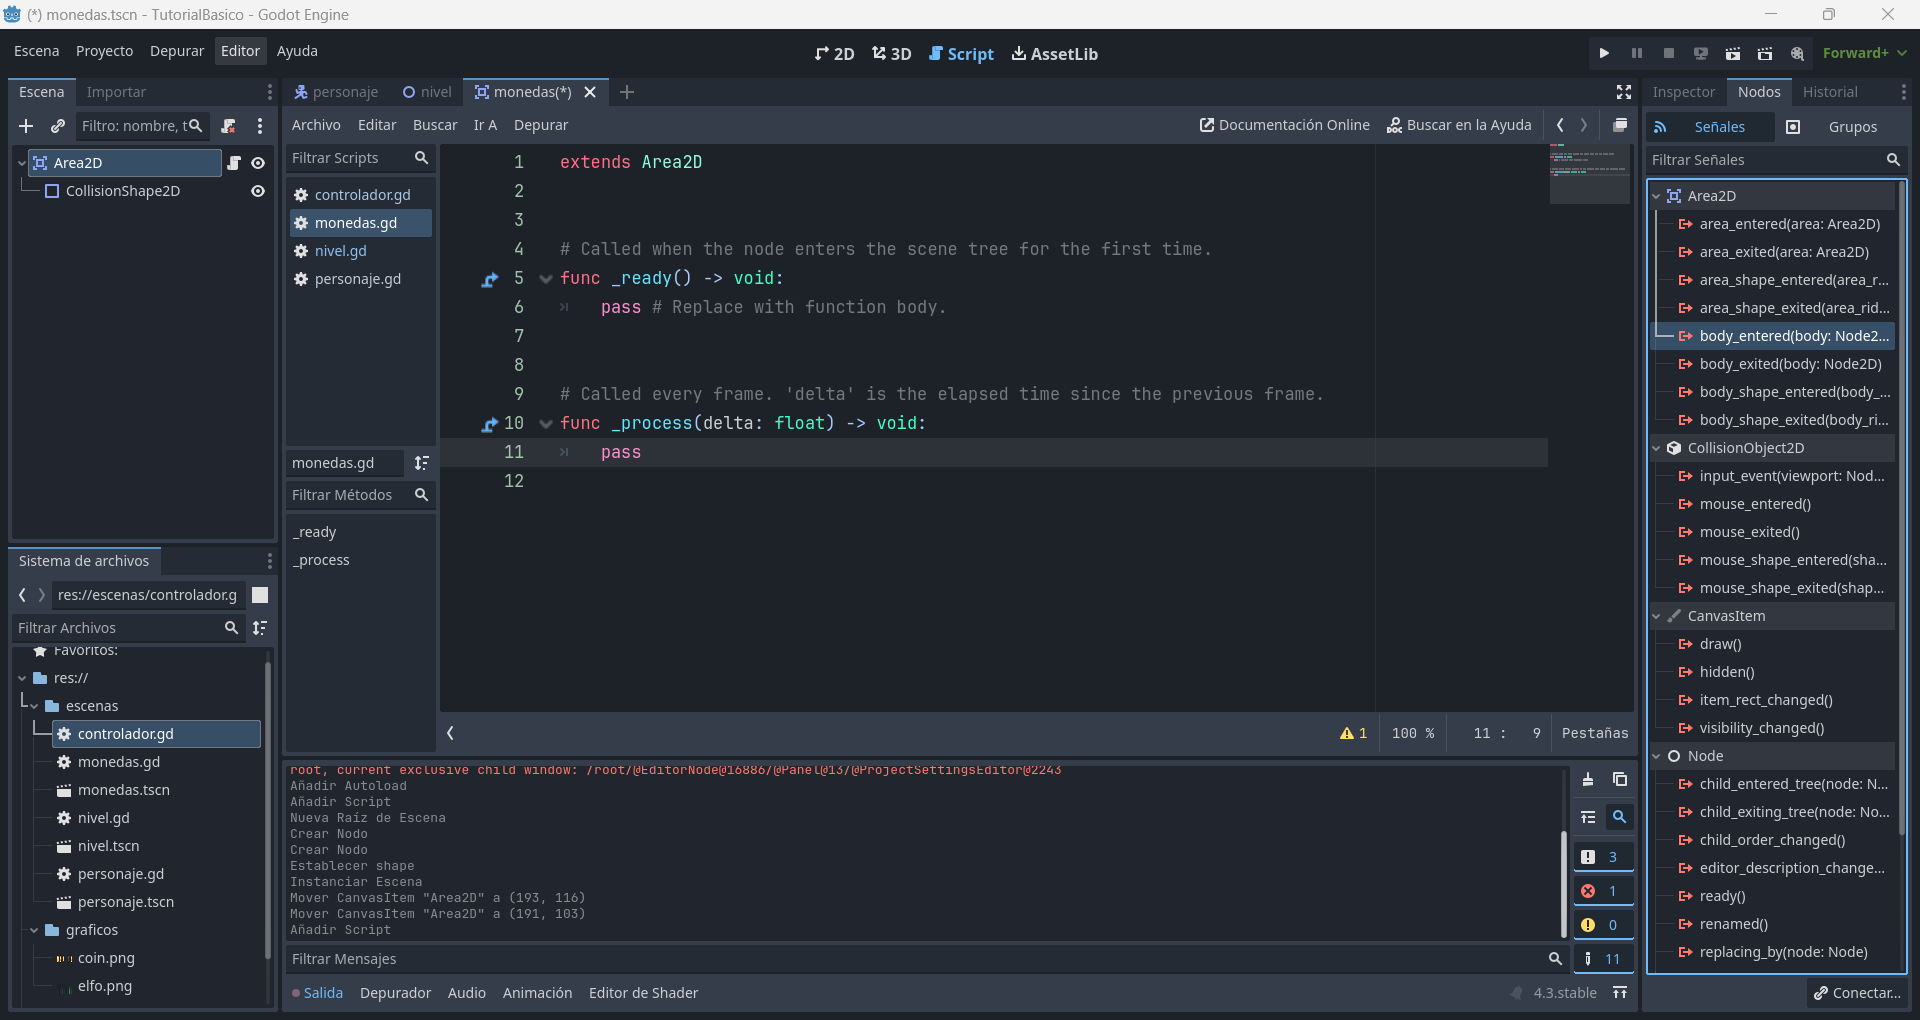 (*) monedas.tscn - TutorialBasico - Godot Engine
Escena Proyecto Depurar Editor Ayuda
2D 3D Script AssetLib
Forward+
Escena Importar
Filtro: nombre, t
Area2D
CollisionShape2D
Sistema de archivos
res://escenas/controlador.g
Filtrar Archivos
Favoritos:
res://
escenas
controlador.gd
monedas.gd
monedas.tscn
nivel.gd
nivel.tscn
personaje.gd
personaje.tscn
graficos
coin.png
elfo.png
personaje nivel monedas(*)
Archivo Editar Buscar Ir A Depurar
Documentación Online Buscar en la Ayuda
Filtrar Scripts
controlador.gd
monedas.gd
nivel.gd
personaje.gd
monedas.gd
Filtrar Métodos
_ready
_process
1 extends Area2D
2
3
4 # Called when the node enters the scene tree for the first time.
5 func _ready() -> void:
6 pass # Replace with function body.
7
8
9 # Called every frame. 'delta' is the elapsed time since the previous frame.
10 func _process(delta: float) -> void:
11 pass
12
1 100 % 11 : 9 Pestañas
root, current exclusive child window: /root/@EditorNode@16886/@Panel@13/@ProjectSettingsEditor@2243
Añadir Autoload
Añadir Script
Nueva Raíz de Escena
Crear Nodo
Crear Nodo
Establecer shape
Instanciar Escena
Mover CanvasItem "Area2D" a (193, 116)
Mover CanvasItem "Area2D" a (191, 103)
Añadir Script
3
1
0
11
Filtrar Mensajes
Salida Depurador Audio Animación Editor de Shader
4.3.stable
Inspector Nodos Historial
Señales Grupos
Filtrar Señales
Area2D
area_entered(area: Area2D)
area_exited(area: Area2D)
area_shape_entered(area_r...
area_shape_exited(area_rid...
body_entered(body: Node2...
body_exited(body: Node2D)
body_shape_entered(body_...
body_shape_exited(body_ri...
CollisionObject2D
input_event(viewport: Nod...
mouse_entered()
mouse_exited()
mouse_shape_entered(sha...
mouse_shape_exited(shap...
CanvasItem
draw()
hidden()
item_rect_changed()
visibility_changed()
Node
child_entered_tree(node: N...
child_exiting_tree(node: No...
child_order_changed()
editor_description_change...
ready()
renamed()
replacing_by(node: Node)
Conectar...